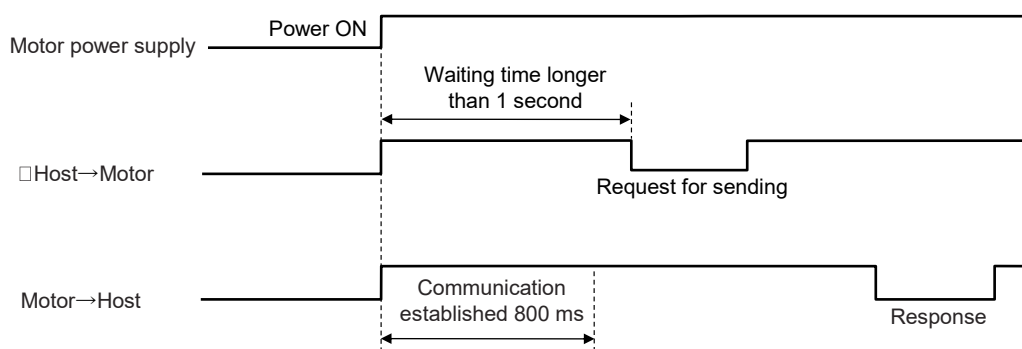 Power ON
Motor power supply
Waiting time longer
than 1 second
□Host→Motor
Request for sending
Communication
established 800 ms
Motor→Host
Response